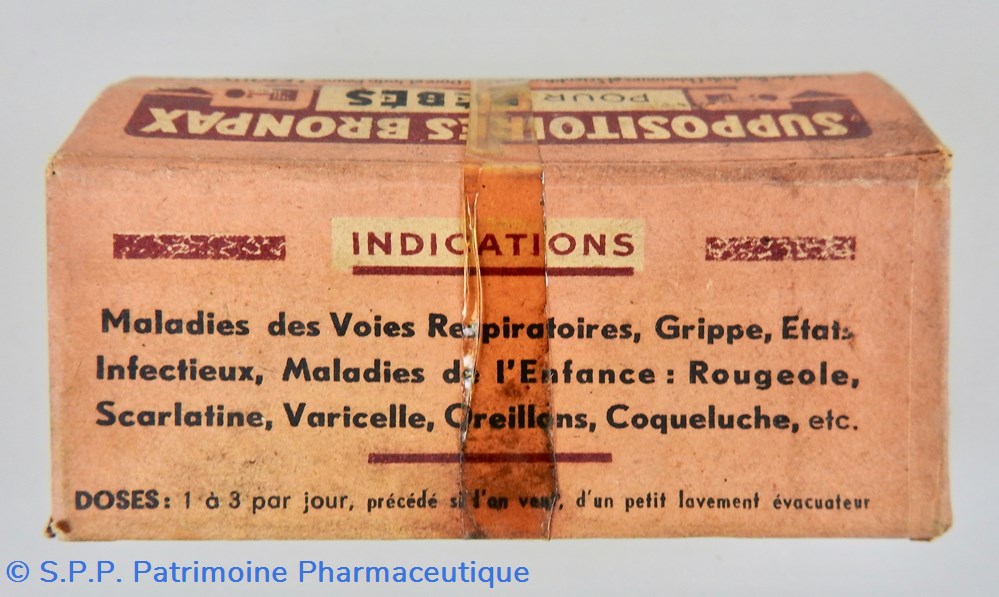 SUPPOSITOIRES BRONPAX
POUR BÉBÉS
INDICATIONS
Maladies des Voies Respiratoires, Grippe, Etats
Infectieux, Maladies de l'Enfance : Rougeole,
Scarlatine, Varicelle, Oreillons, Coqueluche, etc.
DOSES : 1 à 3 par jour, précédé si l'on veut, d'un petit lavement évacuateur
© S.P.P. Patrimoine Pharmaceutique